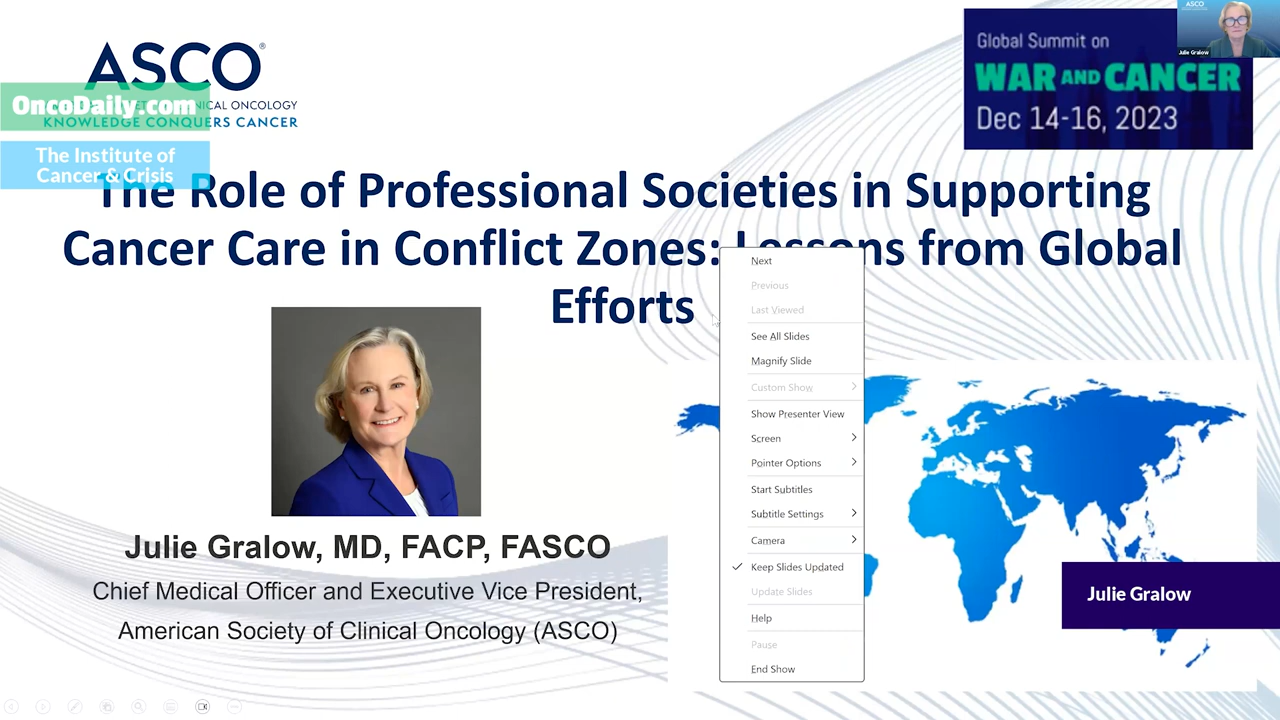 ASCO®
NICAL ONCOLOGY
KNOWLEDGE CONQUERS CANCER
OncoDaily.com
The Institute of
Cancer & Crisis
Global Summit on
WAR AND CANCER
Dec 14-16, 2023
ASCO
Julie Gralow
The Role of Professional Societies in Supporting
Cancer Care in Conflict Zones: Lessons from Global
Efforts
Next
Previous
Last Viewed
See All Slides
Magnify Slide
Custom Show
Show Presenter View
Screen
Pointer Options
Start Subtitles
Subtitle Settings
Camera
Keep Slides Updated
Update Slides
Help
Pause
End Show
Julie Gralow, MD, FACP, FASCO
Chief Medical Officer and Executive Vice President,
American Society of Clinical Oncology (ASCO)
Julie Gralow